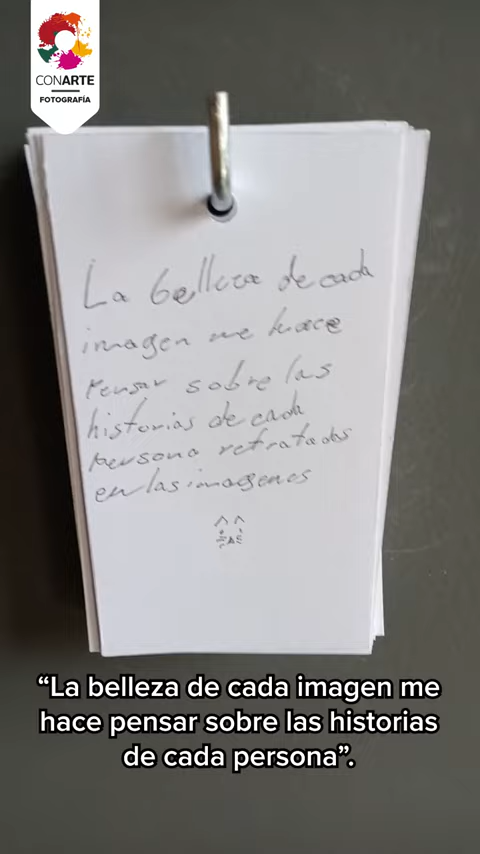 CONARTE
FOTOGRAFÍA
La belleza de cada
imagen me hace
pensar sobre las
historias de cada
persona retratadas
en las imagenes
“La belleza de cada imagen me
hace pensar sobre las historias
de cada persona”.